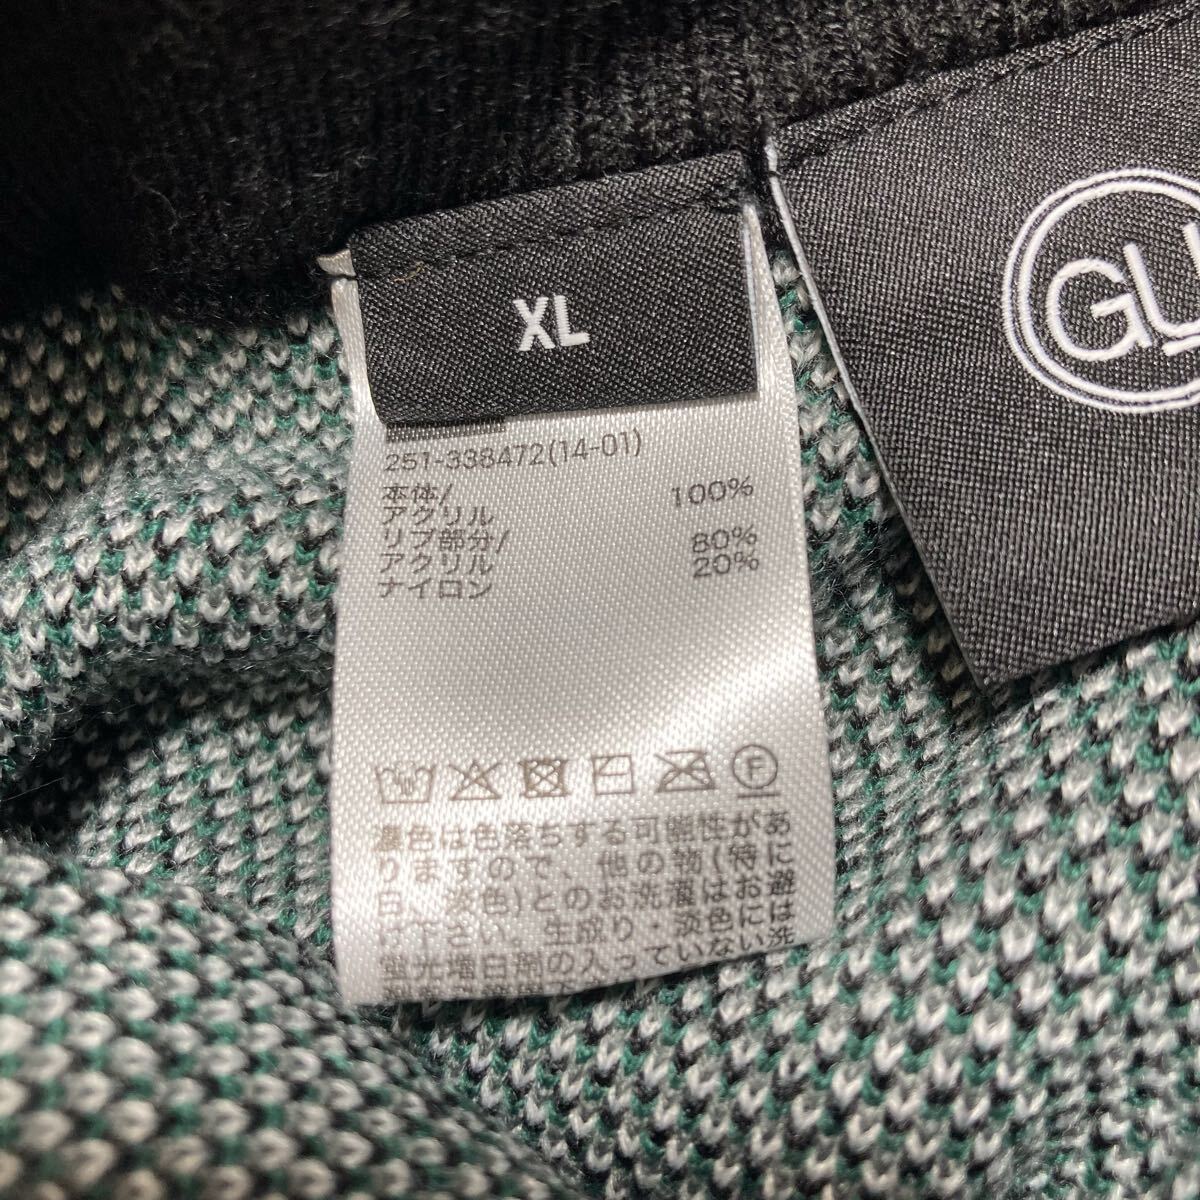 XL
GU
251-338472(14-01)
本体/
アクリル 100%
リブ部分/
アクリル 80%
ナイロン 20%
F
濃色は色落ちする可能性があ
りますので、他の物(特に
白、淡色)とのお洗濯はお避
け下さい。生成り・淡色には
蛍光増白剤の入っていない洗